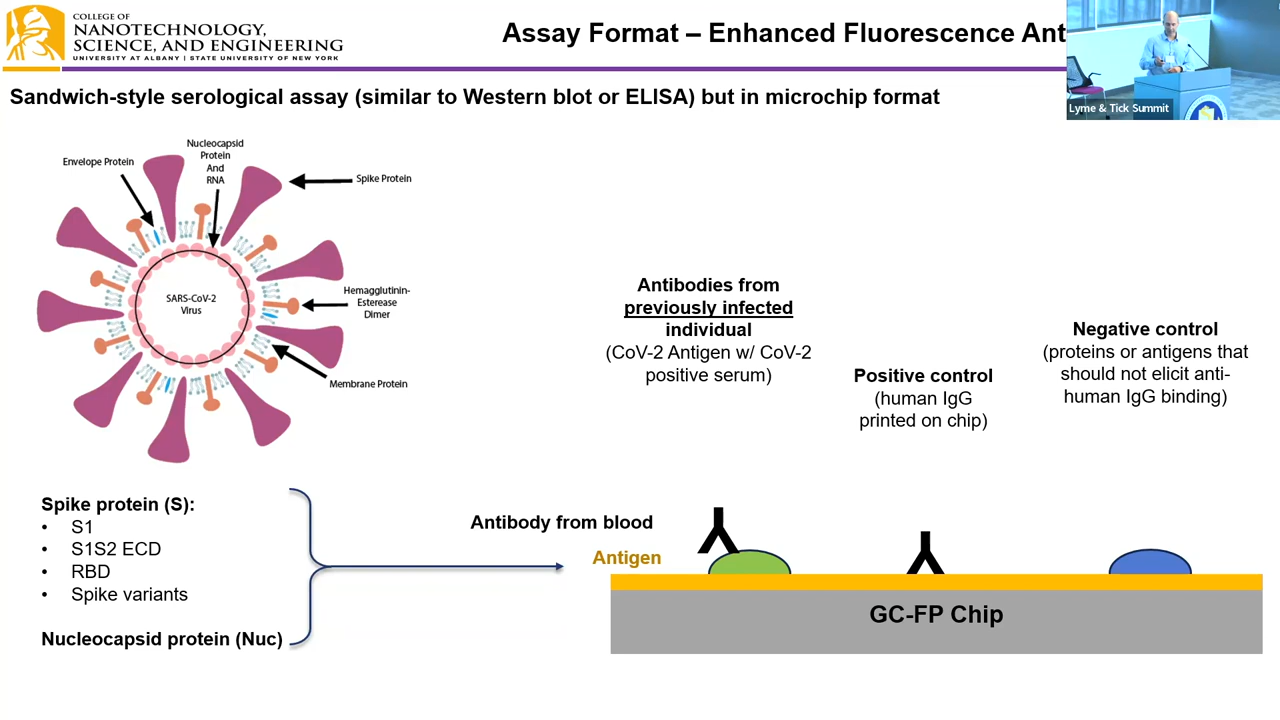 COLLEGE OF
NANOTECHNOLOGY,
SCIENCE, AND ENGINEERING
UNIVERSITY AT ALBANY | STATE UNIVERSITY OF NEW YORK
Assay Format – Enhanced Fluorescence Ant
Lyme & Tick Summit
Sandwich-style serological assay (similar to Western blot or ELISA) but in microchip format
Nucleocapsid
Protein
And
RNA
Envelope Protein
Spike Protein
SARS-CoV-2
Virus
Hemagglutinin-
Esterease
Dimer
Membrane Protein
Antibodies from
previously infected
individual
(CoV-2 Antigen w/ CoV-2
positive serum)
Positive control
(human IgG
printed on chip)
Negative control
(proteins or antigens that
should not elicit anti-
human IgG binding)
Spike protein (S):
• S1
• S1S2 ECD
• RBD
• Spike variants
Nucleocapsid protein (Nuc)
Antibody from blood
Antigen
GC-FP Chip